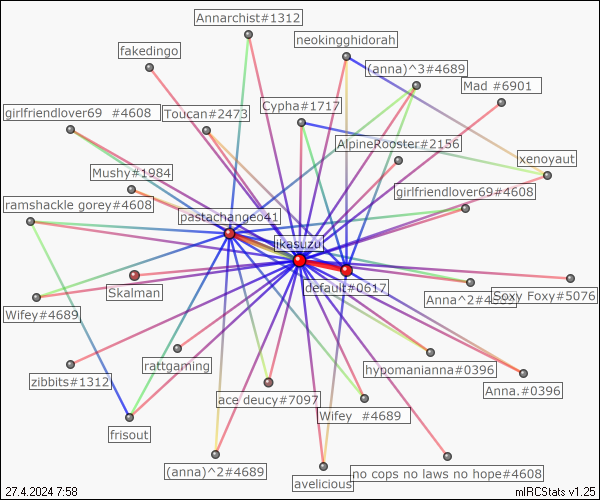 Annarchist#1312
neokingghidorah
fakedingo
(anna)^3#4689
Mad #6901
Cypha#1717
girlfriendlover69 #4608
Toucan#2473
AlpineRooster#2156
xenoyaut
Mushy#1984
girlfriendlover69#4608
ramshackle gorey#4608
pastachangeo41
ikasuzu
default#0617
Skalman
Anna^2#4
Soxy Foxy#5076
Wifey#4689
rattgaming
hypomanianna#0396
zibbits#1312
ace deucy#7097
Anna.#0396
Wifey #4689
frisout
(anna)^2#4689
avelicious
no cops no laws no hope#4608
27.4.2024 7:58
mIRCStats v1.25